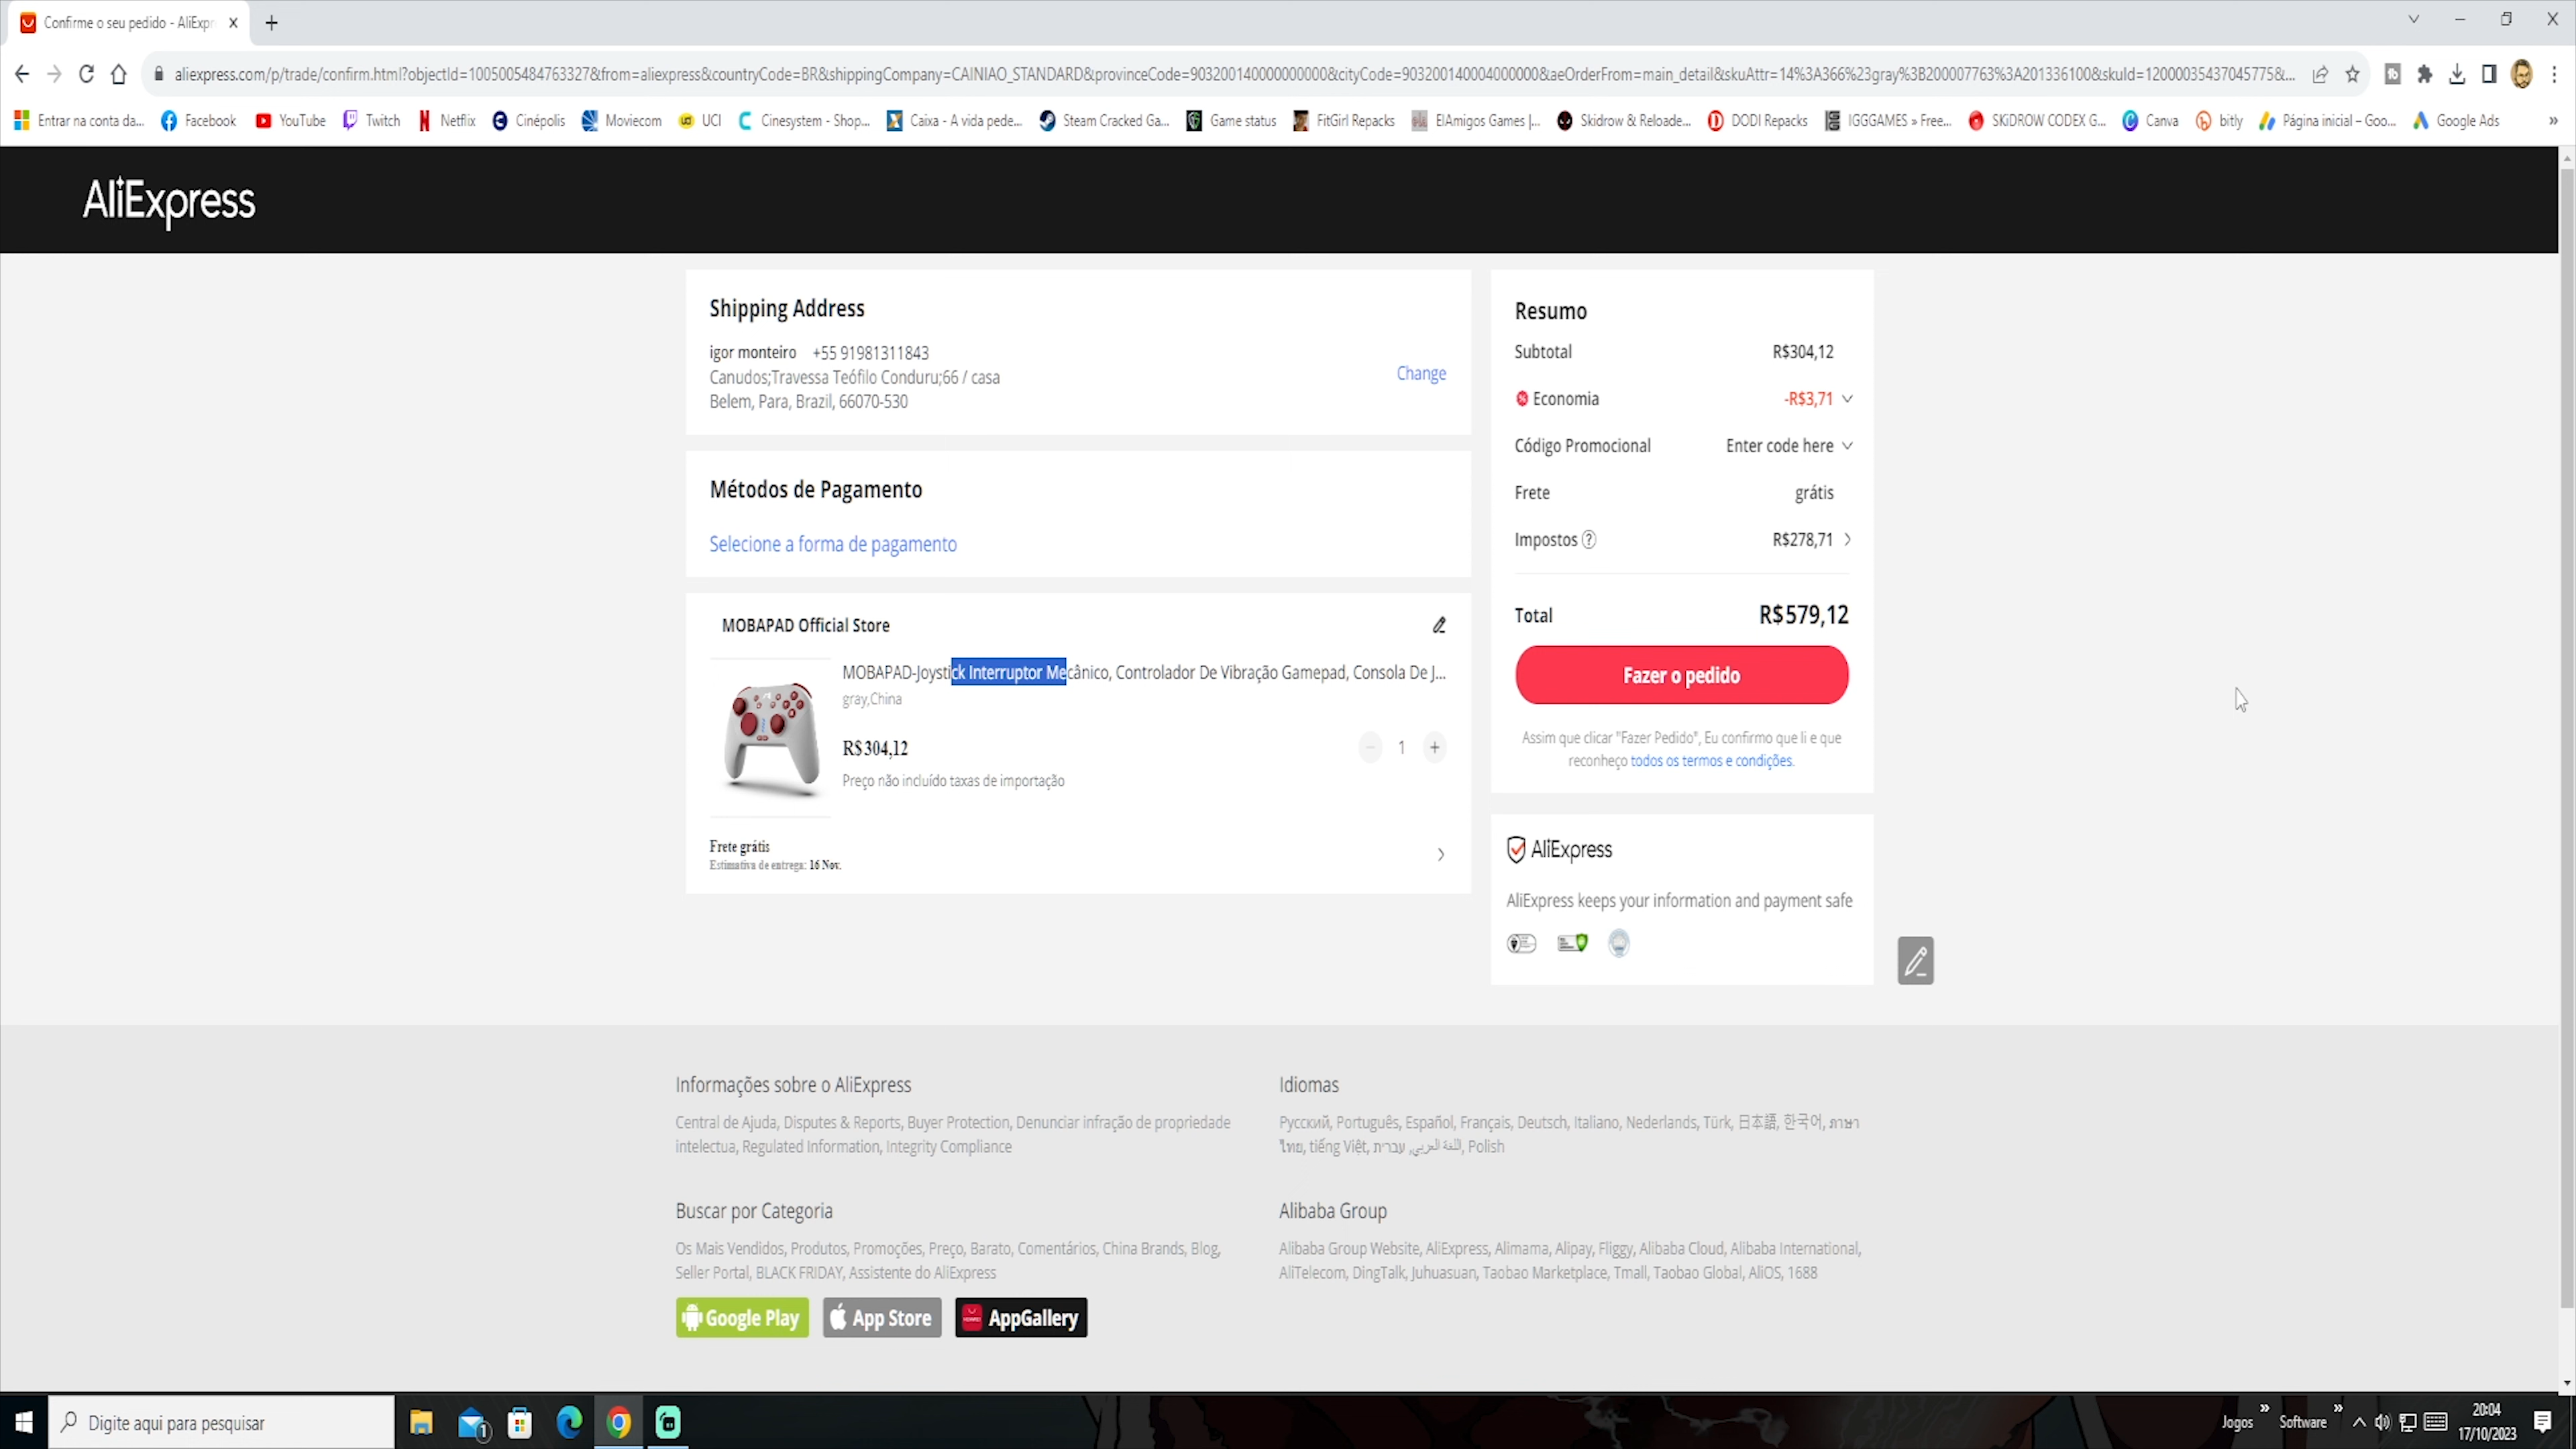 Confirme o seu pedido - AliExpr
aliexpress.com/p/trade/confirm.html?objectId=1005005484763327&from=aliexpress&countryCode=BR&shippingCompany=CAINIAO_STANDARD&provinceCode=903200140000000000&cityCode=903200140004000000&aeOrderFrom=main_detail&skuAttr=14%3A366%23gray%3B200007763%3A201336100&skuId=12000035437045775&...
Entrar na conta da... Facebook YouTube Twitch Netflix Cinépolis Moviecom UCI Cinesystem - Shop... Caixa - A vida pede... Steam Cracked Ga... Game status FitGirl Repacks ElAmigos Games |... Skidrow & Reloade... DODI Repacks IGGGAMES » Free... SKiDROW CODEX G... Canva bitly Página inicial – Goo... Google Ads »
AliExpress
Shipping Address
igor monteiro +55 91981311843
Canudos;Travessa Teófilo Conduru;66 / casa
Belem, Para, Brazil, 66070-530
Change
Métodos de Pagamento
Selecione a forma de pagamento
MOBAPAD Official Store
MOBAPAD-Joystick Interruptor Mecânico, Controlador De Vibração Gamepad, Consola De J...
gray,China
R$304,12
1
Preço não incluído taxas de importação
Frete grátis
Estimativa de entrega: 16 Nov.
Resumo
Subtotal R$304,12
Economia -R$3,71
Código Promocional Enter code here
Frete grátis
Impostos R$278,71
Total R$579,12
Fazer o pedido
Assim que clicar "Fazer Pedido", Eu confirmo que li e que
reconheço todos os termos e condições.
AliExpress
AliExpress keeps your information and payment safe
Informações sobre o AliExpress
Central de Ajuda, Disputes & Reports, Buyer Protection, Denunciar infração de propriedade
intelectua, Regulated Information, Integrity Compliance
Idiomas
Русский, Português, Español, Français, Deutsch, Italiano, Nederlands, Türk, 日本語, 한국어, ภาษา
ไทย, tiếng Việt, اللغة العربي, עברית, Polish
Buscar por Categoria
Os Mais Vendidos, Produtos, Promoções, Preço, Barato, Comentários, China Brands, Blog,
Seller Portal, BLACK FRIDAY, Assistente do AliExpress
Alibaba Group
Alibaba Group Website, AliExpress, Alimama, Alipay, Fliggy, Alibaba Cloud, Alibaba International,
AliTelecom, DingTalk, Juhuasuan, Taobao Marketplace, Tmall, Taobao Global, AliOS, 1688
Google Play App Store AppGallery
Digite aqui para pesquisar
1
Jogos » Software »
20:04
17/10/2023